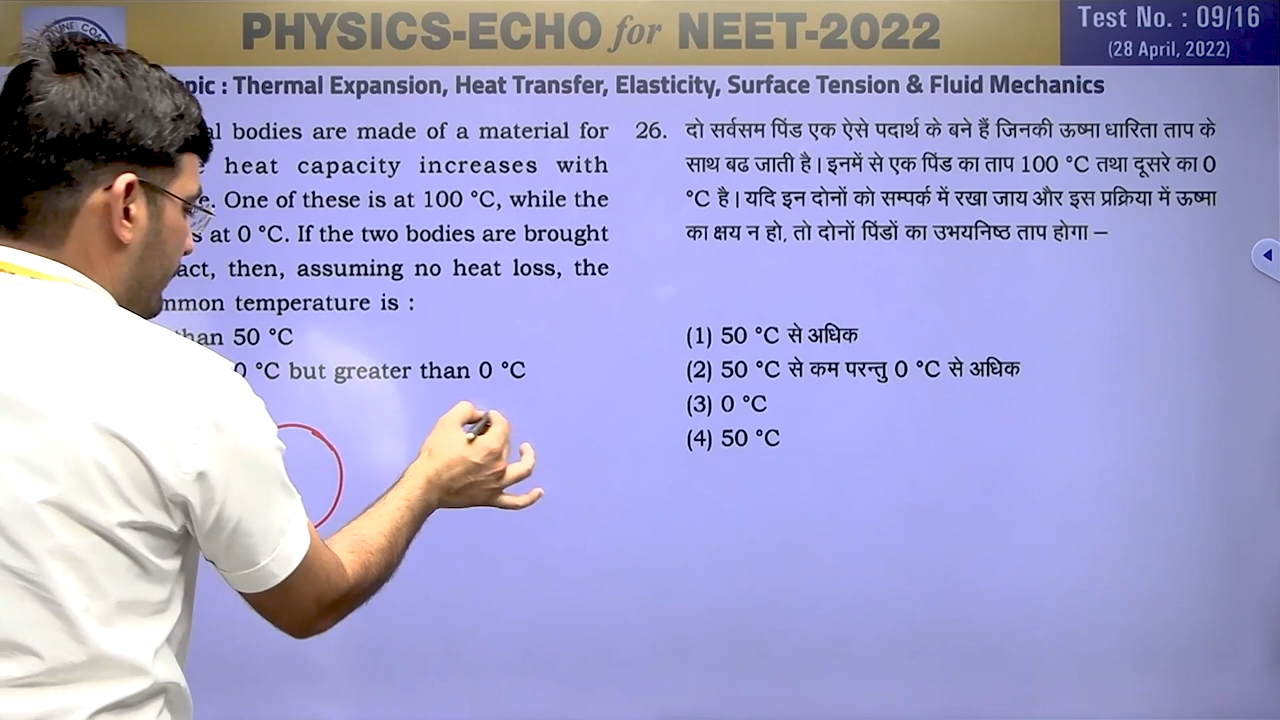 PHYSICS-ECHO for NEET-2022
Test No. : 09/16
(28 April, 2022)
: Thermal Expansion, Heat Transfer, Elasticity, Surface Tension & Fluid Mechanics
bodies are made of a material for
heat capacity increases with
One of these is at 100 °C, while the
at 0 °C. If the two bodies are brought
then, assuming no heat loss, the
temperature is :
than 50 °C
°C but greater than 0 °C
26. दो सर्वसम पिंड एक ऐसे पदार्थ के बने हैं जिनकी ऊष्मा धारिता ताप के
साथ बढ जाती है। इनमें से एक पिंड का ताप 100 °C तथा दूसरे का 0
°C है। यदि इन दोनों को सम्पर्क में रखा जाय और इस प्रक्रिया में ऊष्मा
का क्षय न हो, तो दोनों पिंडों का उभयनिष्ठ ताप होगा –
(1) 50 °C से अधिक
(2) 50 °C से कम परन्तु 0 °C से अधिक
(3) 0 °C
(4) 50 °C